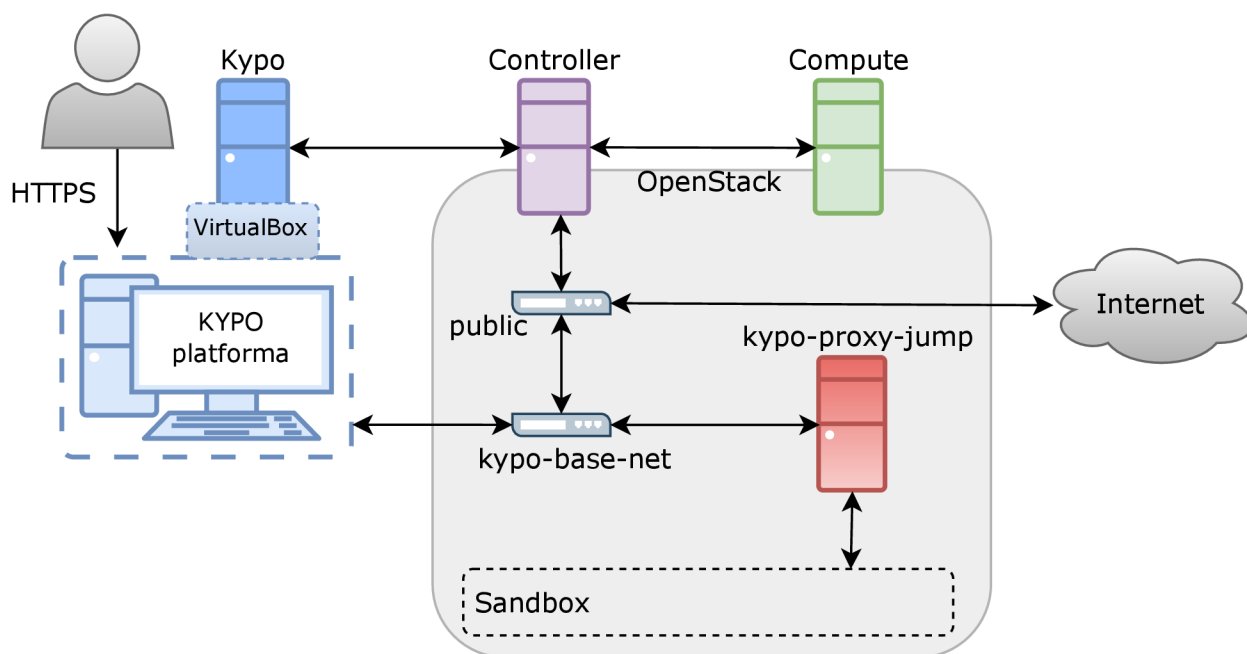 Kypo
Controller
Compute
HTTPS
OpenStack
VirtualBox
KYPO
platforma
public
Internet
kypo-proxy-jump
kypo-base-net
Sandbox